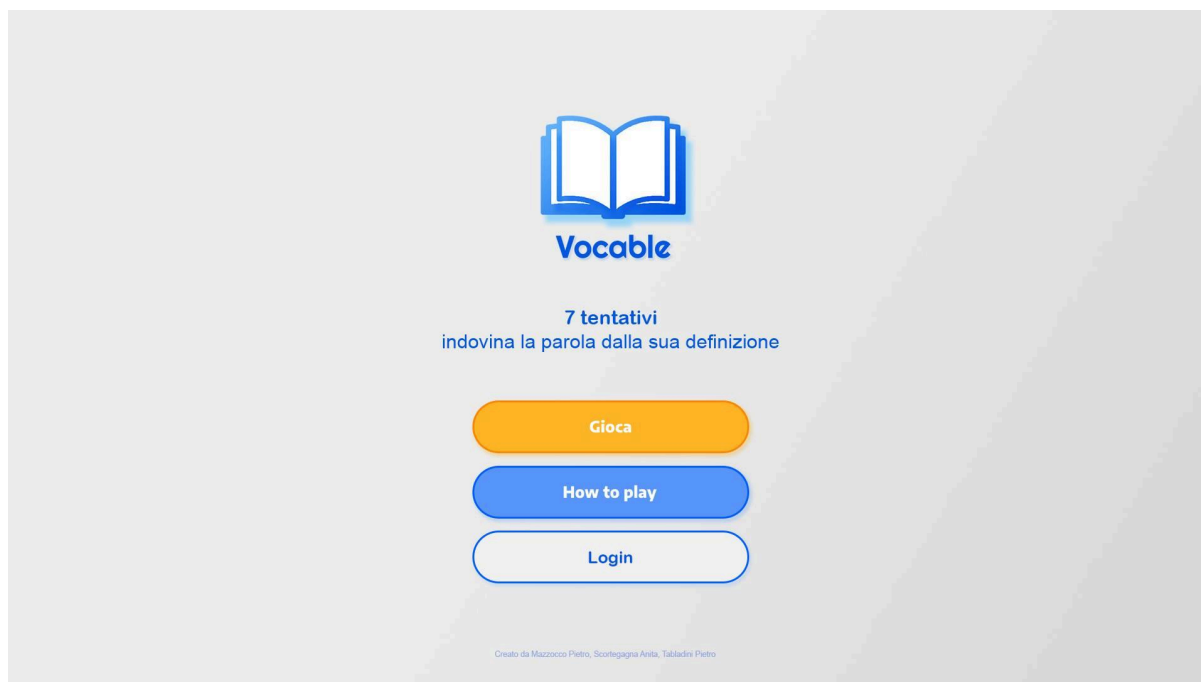 Vocable
7 tentativi
indovina la parola dalla sua definizione
Gioca
How to play
Login
Creato da Mazzocco Pietro, Scortegagna Anita, Tabladini Pietro